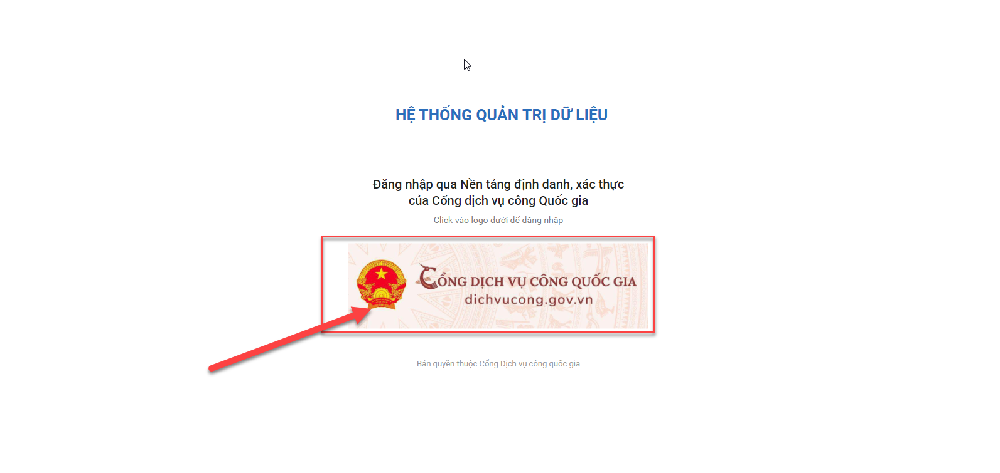 HỆ THỐNG QUẢN TRỊ DỮ LIỆU
Đăng nhập qua Nền tảng định danh, xác thực
của Cổng dịch vụ công Quốc gia
Click vào logo dưới để đăng nhập
CỔNG DỊCH VỤ CÔNG QUỐC GIA
dichvucong.gov.vn
Bản quyền thuộc Cổng Dịch vụ công quốc gia